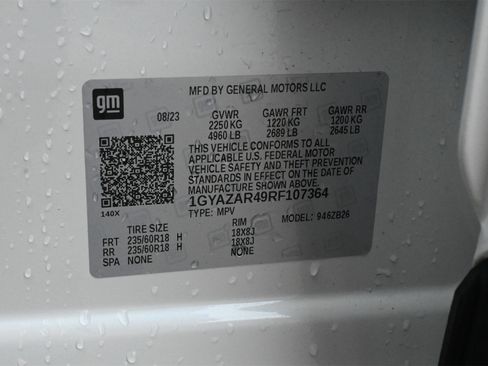 gm
MFD BY GENERAL MOTORS LLC
08/23 GVWR GAWR FRT GAWR RR
2250 KG 1220 KG 1200 KG
4960 LB 2689 LB 2645 LB
THIS VEHICLE CONFORMS TO ALL
APPLICABLE U.S. FEDERAL MOTOR
VEHICLE SAFETY AND THEFT PREVENTION
STANDARDS IN EFFECT ON THE DATE OF
MANUFACTURE SHOWN ABOVE.
1GYAZAR49RF107364
140X TYPE: MPV MODEL: 946ZB26
TIRE SIZE RIM
FRT 235/60R18 H 18X8J
RR 235/60R18 H 18X8J
SPA NONE NONE